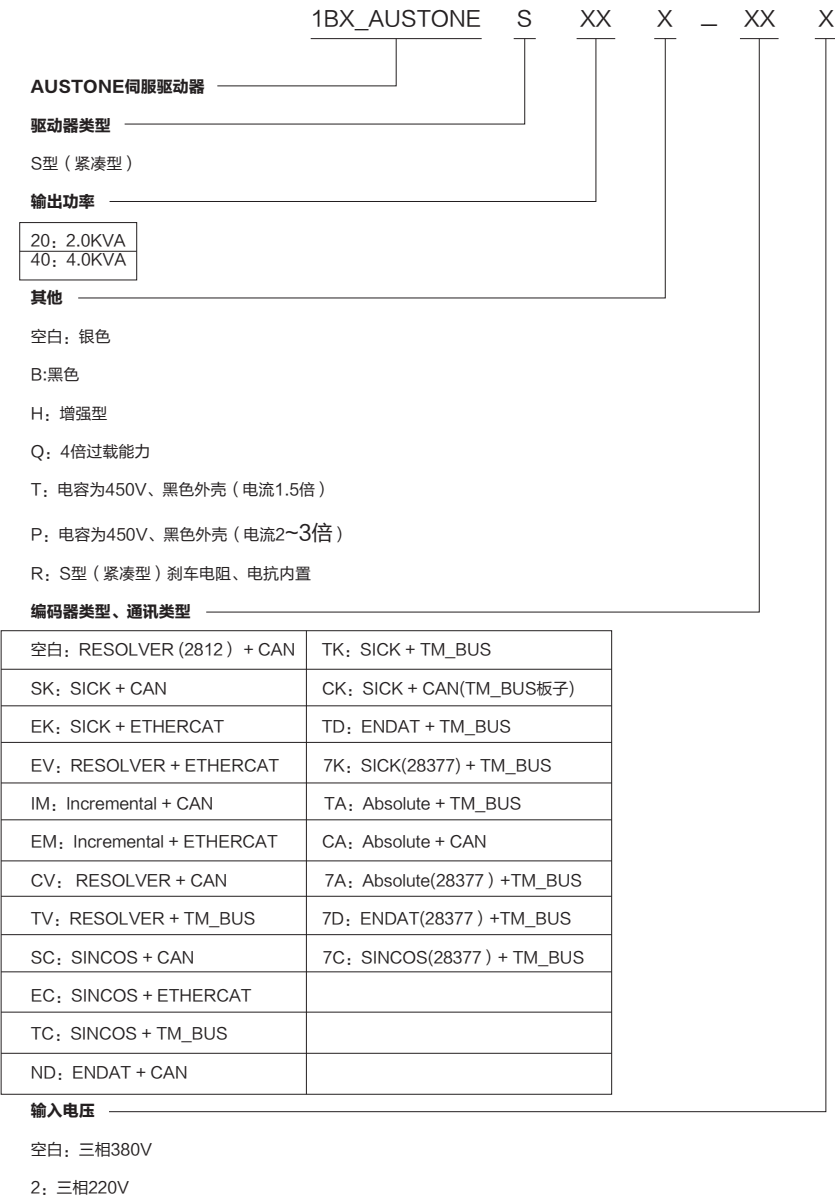 1BX_AUSTONE S XX X – XX X
AUSTONE伺服驱动器
驱动器类型
S型（紧凑型）
输出功率
20：2.0KVA
40：4.0KVA
其他
空白：银色
B:黑色
H：增强型
Q：4倍过载能力
T：电容为450V、黑色外壳（电流1.5倍）
P：电容为450V、黑色外壳（电流2~3倍）
R：S型（紧凑型）刹车电阻、电抗内置
编码器类型、通讯类型
空白：RESOLVER (2812）+ CAN TK：SICK + TM_BUS
SK：SICK + CAN CK：SICK + CAN(TM_BUS板子)
EK：SICK + ETHERCAT TD：ENDAT + TM_BUS
EV：RESOLVER + ETHERCAT 7K：SICK(28377) + TM_BUS
IM：Incremental + CAN TA：Absolute + TM_BUS
EM：Incremental + ETHERCAT CA：Absolute + CAN
CV： RESOLVER + CAN 7A：Absolute(28377）+TM_BUS
TV：RESOLVER + TM_BUS 7D：ENDAT(28377）+TM_BUS
SC：SINCOS + CAN 7C：SINCOS(28377）+ TM_BUS
EC：SINCOS + ETHERCAT
TC：SINCOS + TM_BUS
ND：ENDAT + CAN
输入电压
空白：三相380V
2：三相220V